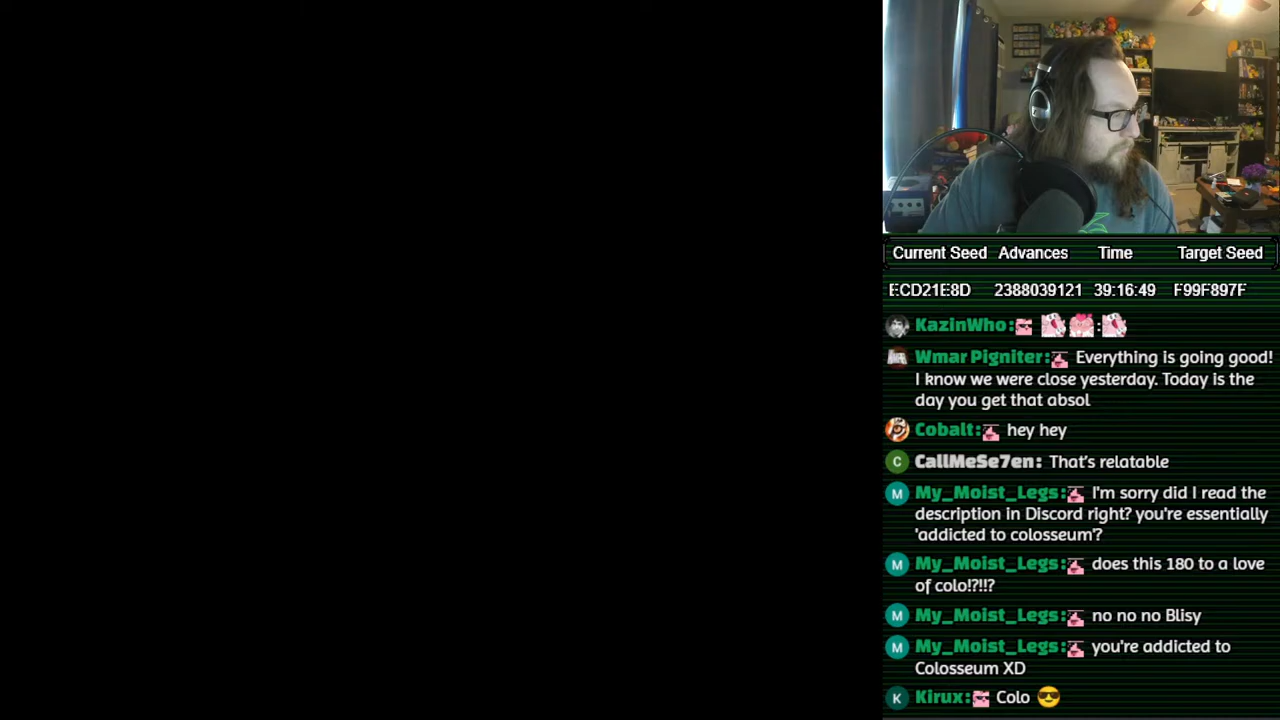 Current Seed Advances Time Target Seed
ECD21E8D 2388039121 39:16:49 F99F897F
KazinWho: :
Wmar Pigniter: Everything is going good!
I know we were close yesterday. Today is the
day you get that absol
Cobalt: hey hey
C CallMeSe7en: That's relatable
M My_Moist_Legs: I'm sorry did I read the
description in Discord right? you're essentially
'addicted to colosseum'?
M My_Moist_Legs: does this 180 to a love
of colo!?!!?
M My_Moist_Legs: no no no Blisy
M My_Moist_Legs: you're addicted to
Colosseum XD
K Kirux: Colo 😎